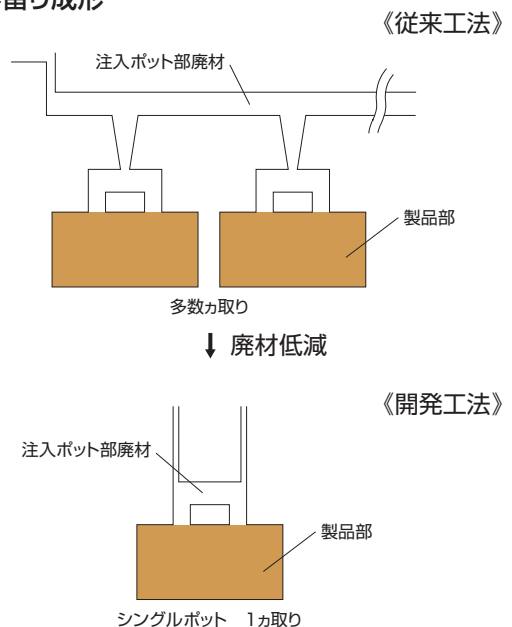 留り成形
《従来工法》
注入ポット部廃材
製品部
多数ヵ取り
⬇ 廃材低減
《開発工法》
注入ポット部廃材
製品部
シングルポット 1ヵ取り